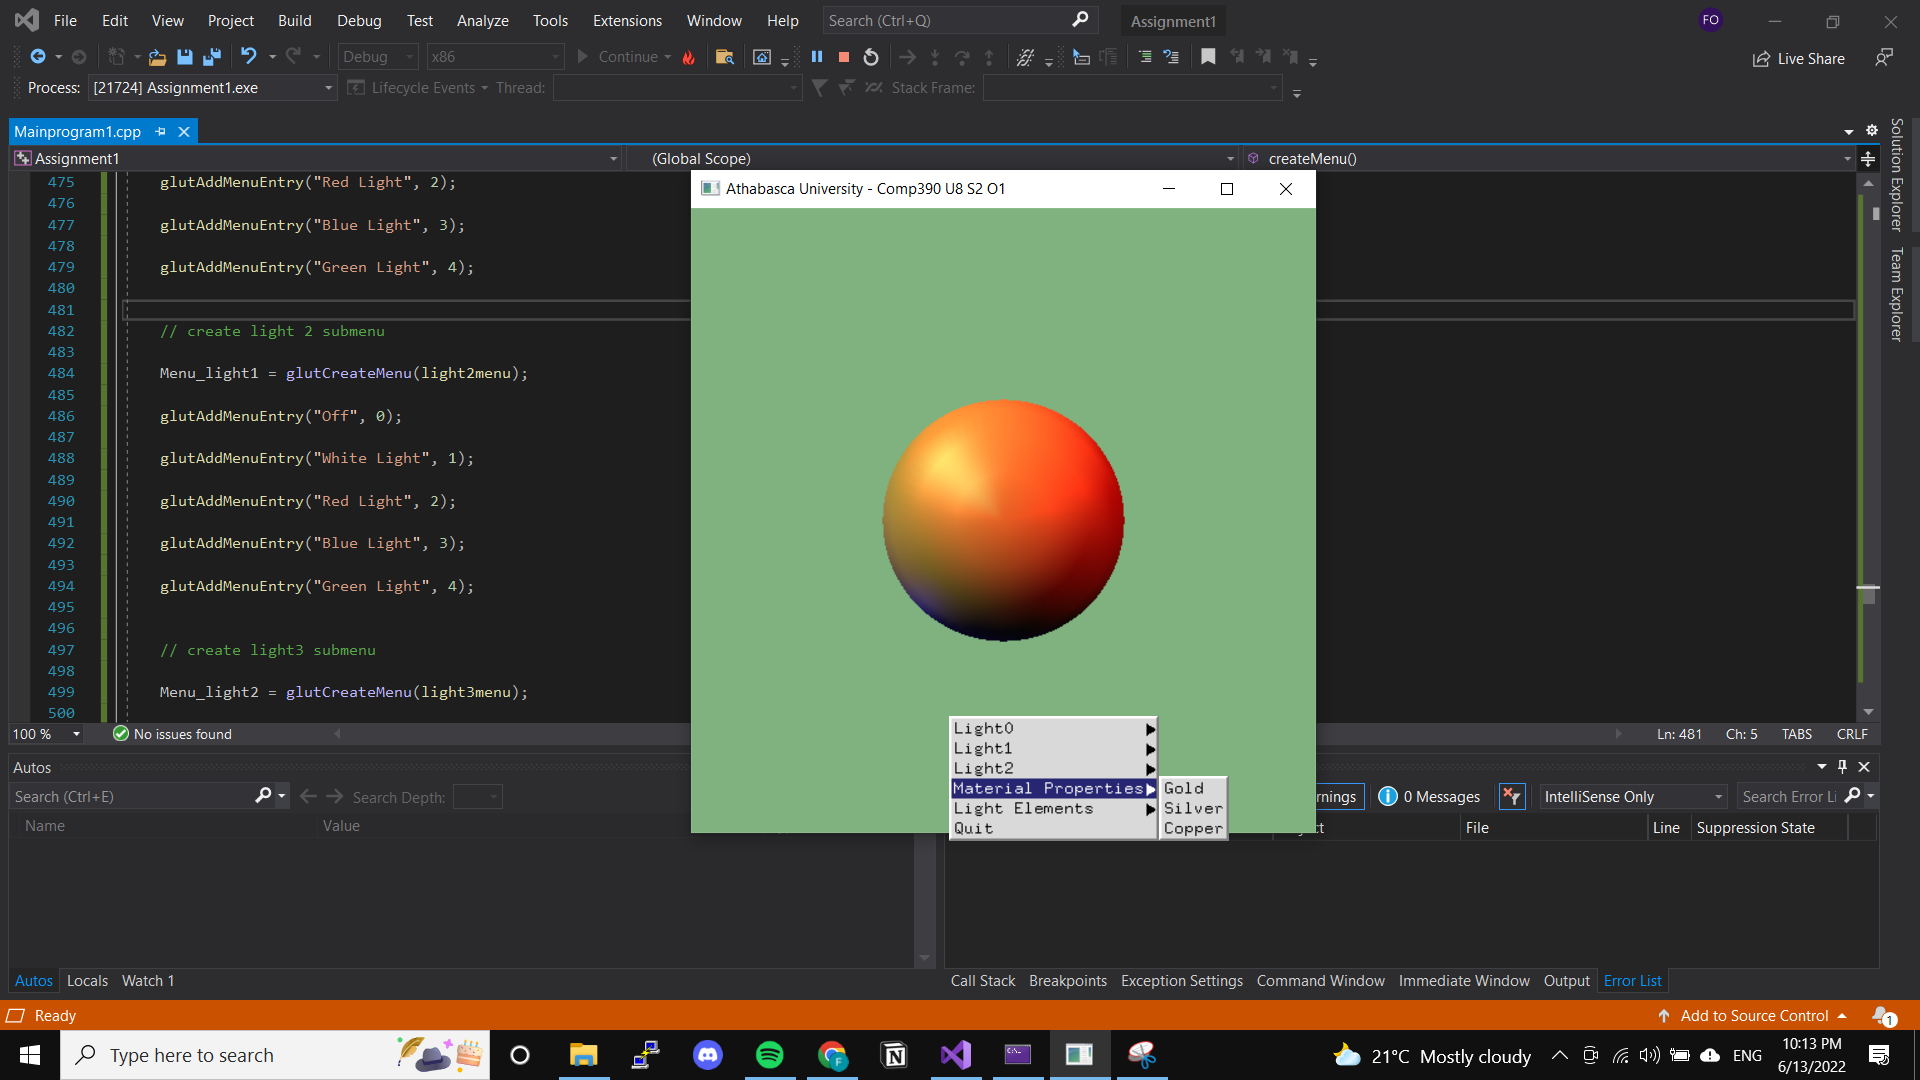 File Edit View Project Build Debug Test Analyze Tools Extensions Window Help Search (Ctrl+Q) Assignment1 FO
Debug x86 Continue Live Share
Process: [21724] Assignment1.exe Lifecycle Events Thread: Stack Frame:
Mainprogram1.cpp
Assignment1 (Global Scope) createMenu()
475 glutAddMenuEntry("Red Light", 2);
476
477 glutAddMenuEntry("Blue Light", 3);
478
479 glutAddMenuEntry("Green Light", 4);
480
481
482 // create light 2 submenu
483
484 Menu_light1 = glutCreateMenu(light2menu);
485
486 glutAddMenuEntry("Off", 0);
487
488 glutAddMenuEntry("White Light", 1);
489
490 glutAddMenuEntry("Red Light", 2);
491
492 glutAddMenuEntry("Blue Light", 3);
493
494 glutAddMenuEntry("Green Light", 4);
495
496
497 // create light3 submenu
498
499 Menu_light2 = glutCreateMenu(light3menu);
500
Athabasca University - Comp390 U8 S2 O1
Light0
Light1
Light2
Material Properties
Light Elements
Quit
Gold
Silver
Copper
Solution Explorer
Team Explorer
100 % No issues found Ln: 481 Ch: 5 TABS CRLF
Autos
Search (Ctrl+E) Search Depth:
Name Value
0 Messages IntelliSense Only Search Error Li
File Line Suppression State
Autos Locals Watch 1
Call Stack Breakpoints Exception Settings Command Window Immediate Window Output Error List
Ready Add to Source Control 1
Type here to search 21°C Mostly cloudy ENG 10:13 PM
6/13/2022